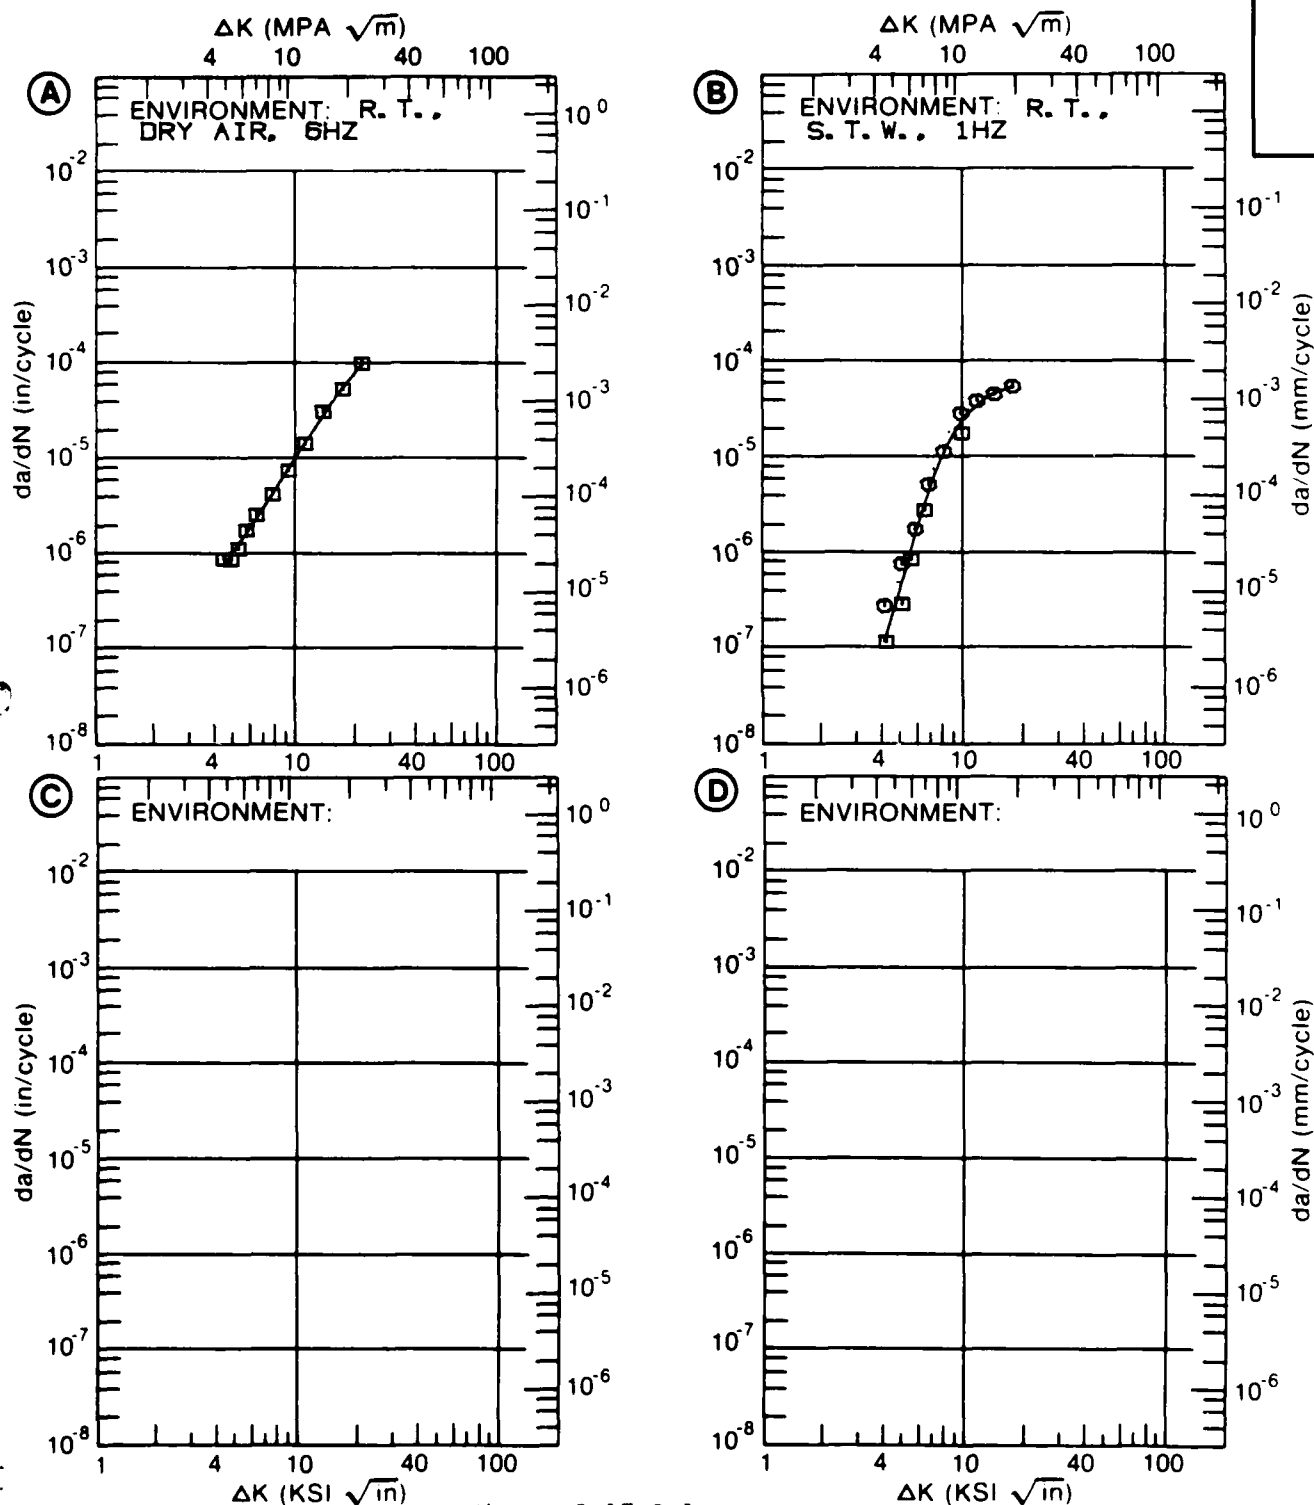 ΔK (MPA √m)
4 10 40 100
A
ENVIRONMENT: R. T.,
DRY AIR, 6HZ
10^0
10^-1
10^-2
10^-3
10^-4
10^-5
10^-6
da/dN (in/cycle)
10^-2
10^-3
10^-4
10^-5
10^-6
10^-7
10^-8
1 4 10 40 100
ΔK (MPA √m)
4 10 40 100
B
ENVIRONMENT: R. T.,
S. T. W., 1HZ
10^-2
10^-3
10^-4
10^-5
10^-6
10^-7
10^-8
10^-1
10^-2
10^-3
10^-4
10^-5
10^-6
da/dN (mm/cycle)
1 4 10 40 100
C
ENVIRONMENT:
da/dN (in/cycle)
10^-2
10^-3
10^-4
10^-5
10^-6
10^-7
10^-8
10^0
10^-1
10^-2
10^-3
10^-4
10^-5
10^-6
1 4 10 40 100
ΔK (KSI √in)
D
ENVIRONMENT:
10^-2
10^-3
10^-4
10^-5
10^-6
10^-7
10^-8
10^0
10^-1
10^-2
10^-3
10^-4
10^-5
10^-6
da/dN (mm/cycle)
1 4 10 40 100
ΔK (KSI √in)